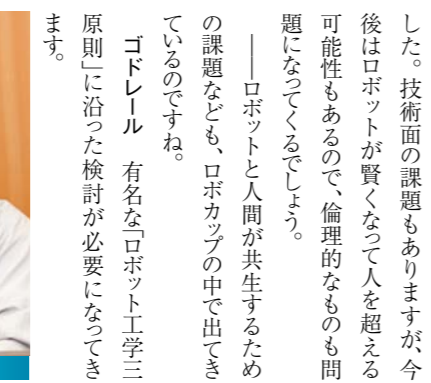 した。技術面の課題もありますが、今
後はロボットが賢くなって人を超える
可能性もあるので、倫理的なものも問
題になってくるでしょう。
――ロボットと人間が共生するため
の課題なども、ロボカップの中で出てき
ているのですね。
ゴドレール　有名な「ロボット工学三
原則」に沿った検討が必要になってき
ます。